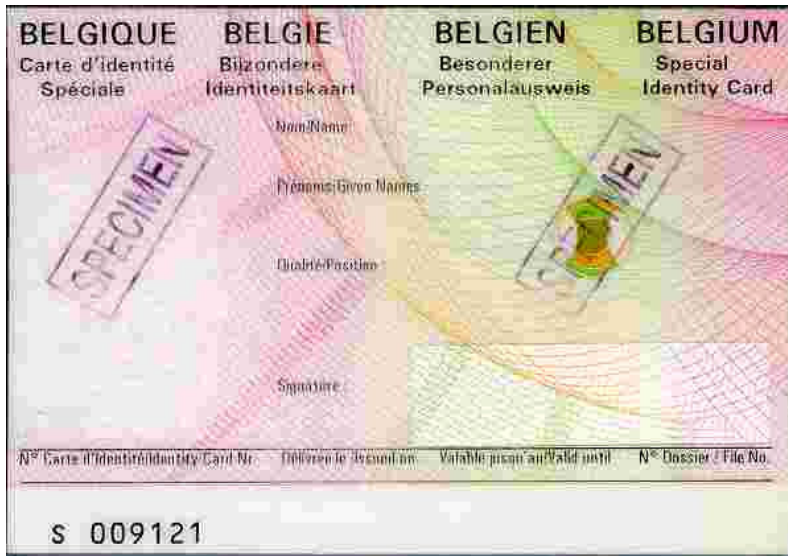 BELGIQUE BELGIE BELGIEN BELGIUM
Carte d'identité Bijzondere Besonderer Special
Spéciale Identiteitskaart Personalausweis Identity Card
Nom/Name
SPECIMEN SPECIMEN
Prénoms/Given Names
Qualité/Position
Signature
N° Carte d'Identité/Identity Card Nr. Délivrée le /Issued on Valable jusqu'au/Valid until N° Dossier / File No.
S 009121